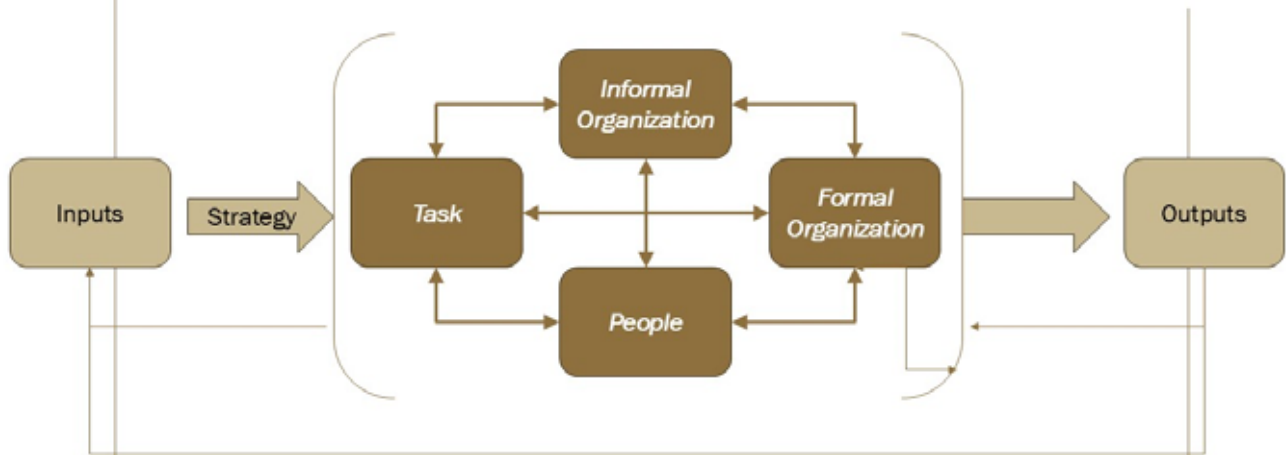 Informal
Organization
Inputs
Strategy
Task
Formal
Organization
Outputs
People